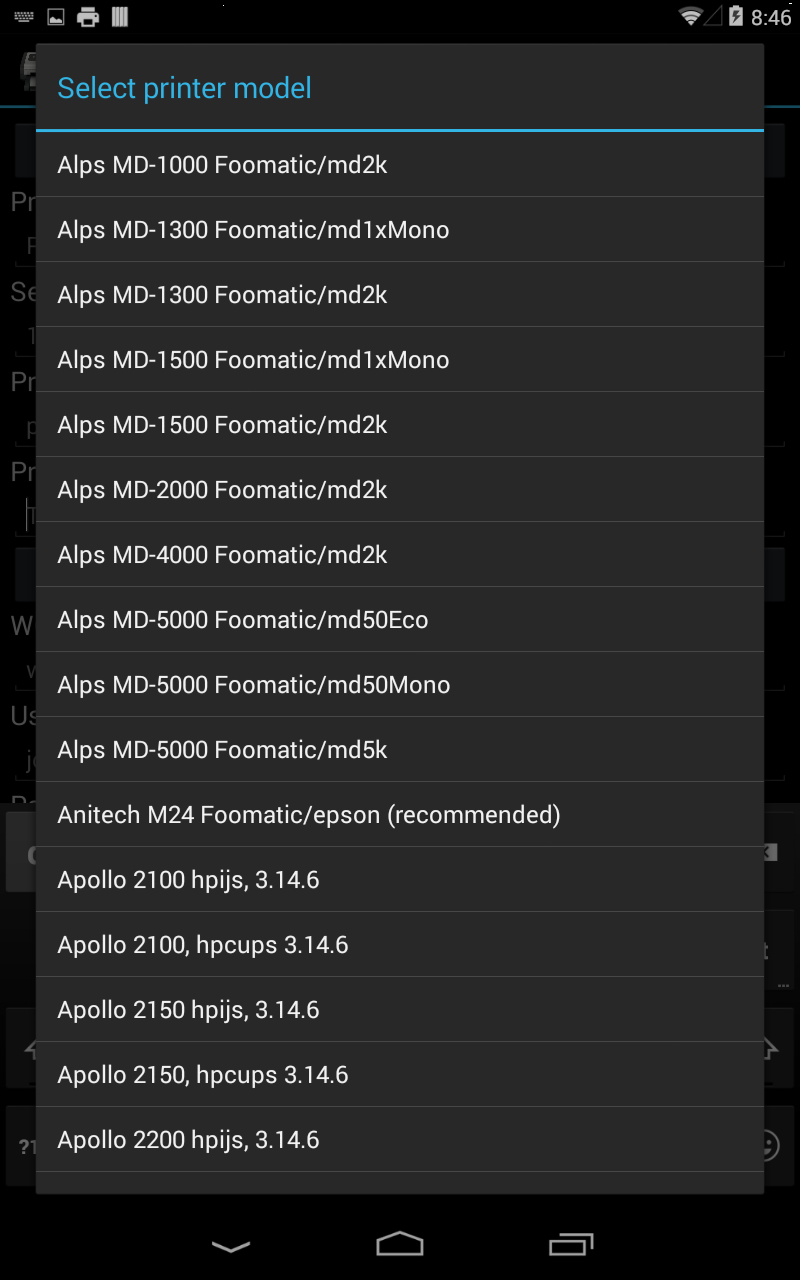 8:46
Select printer model
Alps MD-1000 Foomatic/md2k
Alps MD-1300 Foomatic/md1xMono
Alps MD-1300 Foomatic/md2k
Alps MD-1500 Foomatic/md1xMono
Alps MD-1500 Foomatic/md2k
Alps MD-2000 Foomatic/md2k
Alps MD-4000 Foomatic/md2k
Alps MD-5000 Foomatic/md50Eco
Alps MD-5000 Foomatic/md50Mono
Alps MD-5000 Foomatic/md5k
Anitech M24 Foomatic/epson (recommended)
Apollo 2100 hpijs, 3.14.6
Apollo 2100, hpcups 3.14.6
Apollo 2150 hpijs, 3.14.6
Apollo 2150, hpcups 3.14.6
Apollo 2200 hpijs, 3.14.6